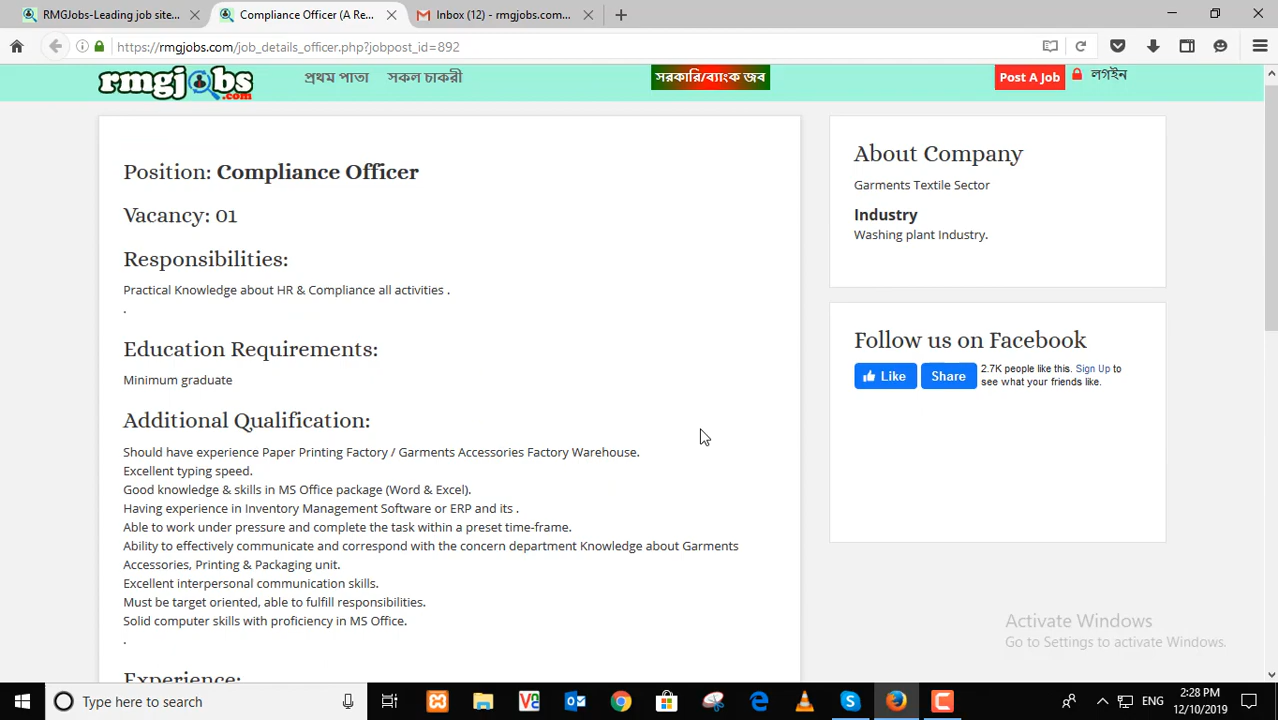 RMGJobs-Leading job site...
Compliance Officer (A Re...
Inbox (12) - rmgjobs.com...
https://rmgjobs.com/job_details_officer.php?jobpost_id=892
rmgjobs
.com
প্রথম পাতা
সকল চাকরী
সরকারি/ব্যাংক জব
Post A Job
লগইন
Position: Compliance Officer
Vacancy: 01
Responsibilities:
Practical Knowledge about HR & Compliance all activities .
.
Education Requirements:
Minimum graduate
Additional Qualification:
Should have experience Paper Printing Factory / Garments Accessories Factory Warehouse.
Excellent typing speed.
Good knowledge & skills in MS Office package (Word & Excel).
Having experience in Inventory Management Software or ERP and its .
Able to work under pressure and complete the task within a preset time-frame.
Ability to effectively communicate and correspond with the concern department Knowledge about Garments
Accessories, Printing & Packaging unit.
Excellent interpersonal communication skills.
Must be target oriented, able to fulfill responsibilities.
Solid computer skills with proficiency in MS Office.
.
Experience:
About Company
Garments Textile Sector
Industry
Washing plant Industry.
Follow us on Facebook
Like
Share
2.7K people like this. Sign Up to
see what your friends like.
Activate Windows
Go to Settings to activate Windows.
Type here to search
ENG
2:28 PM
12/10/2019